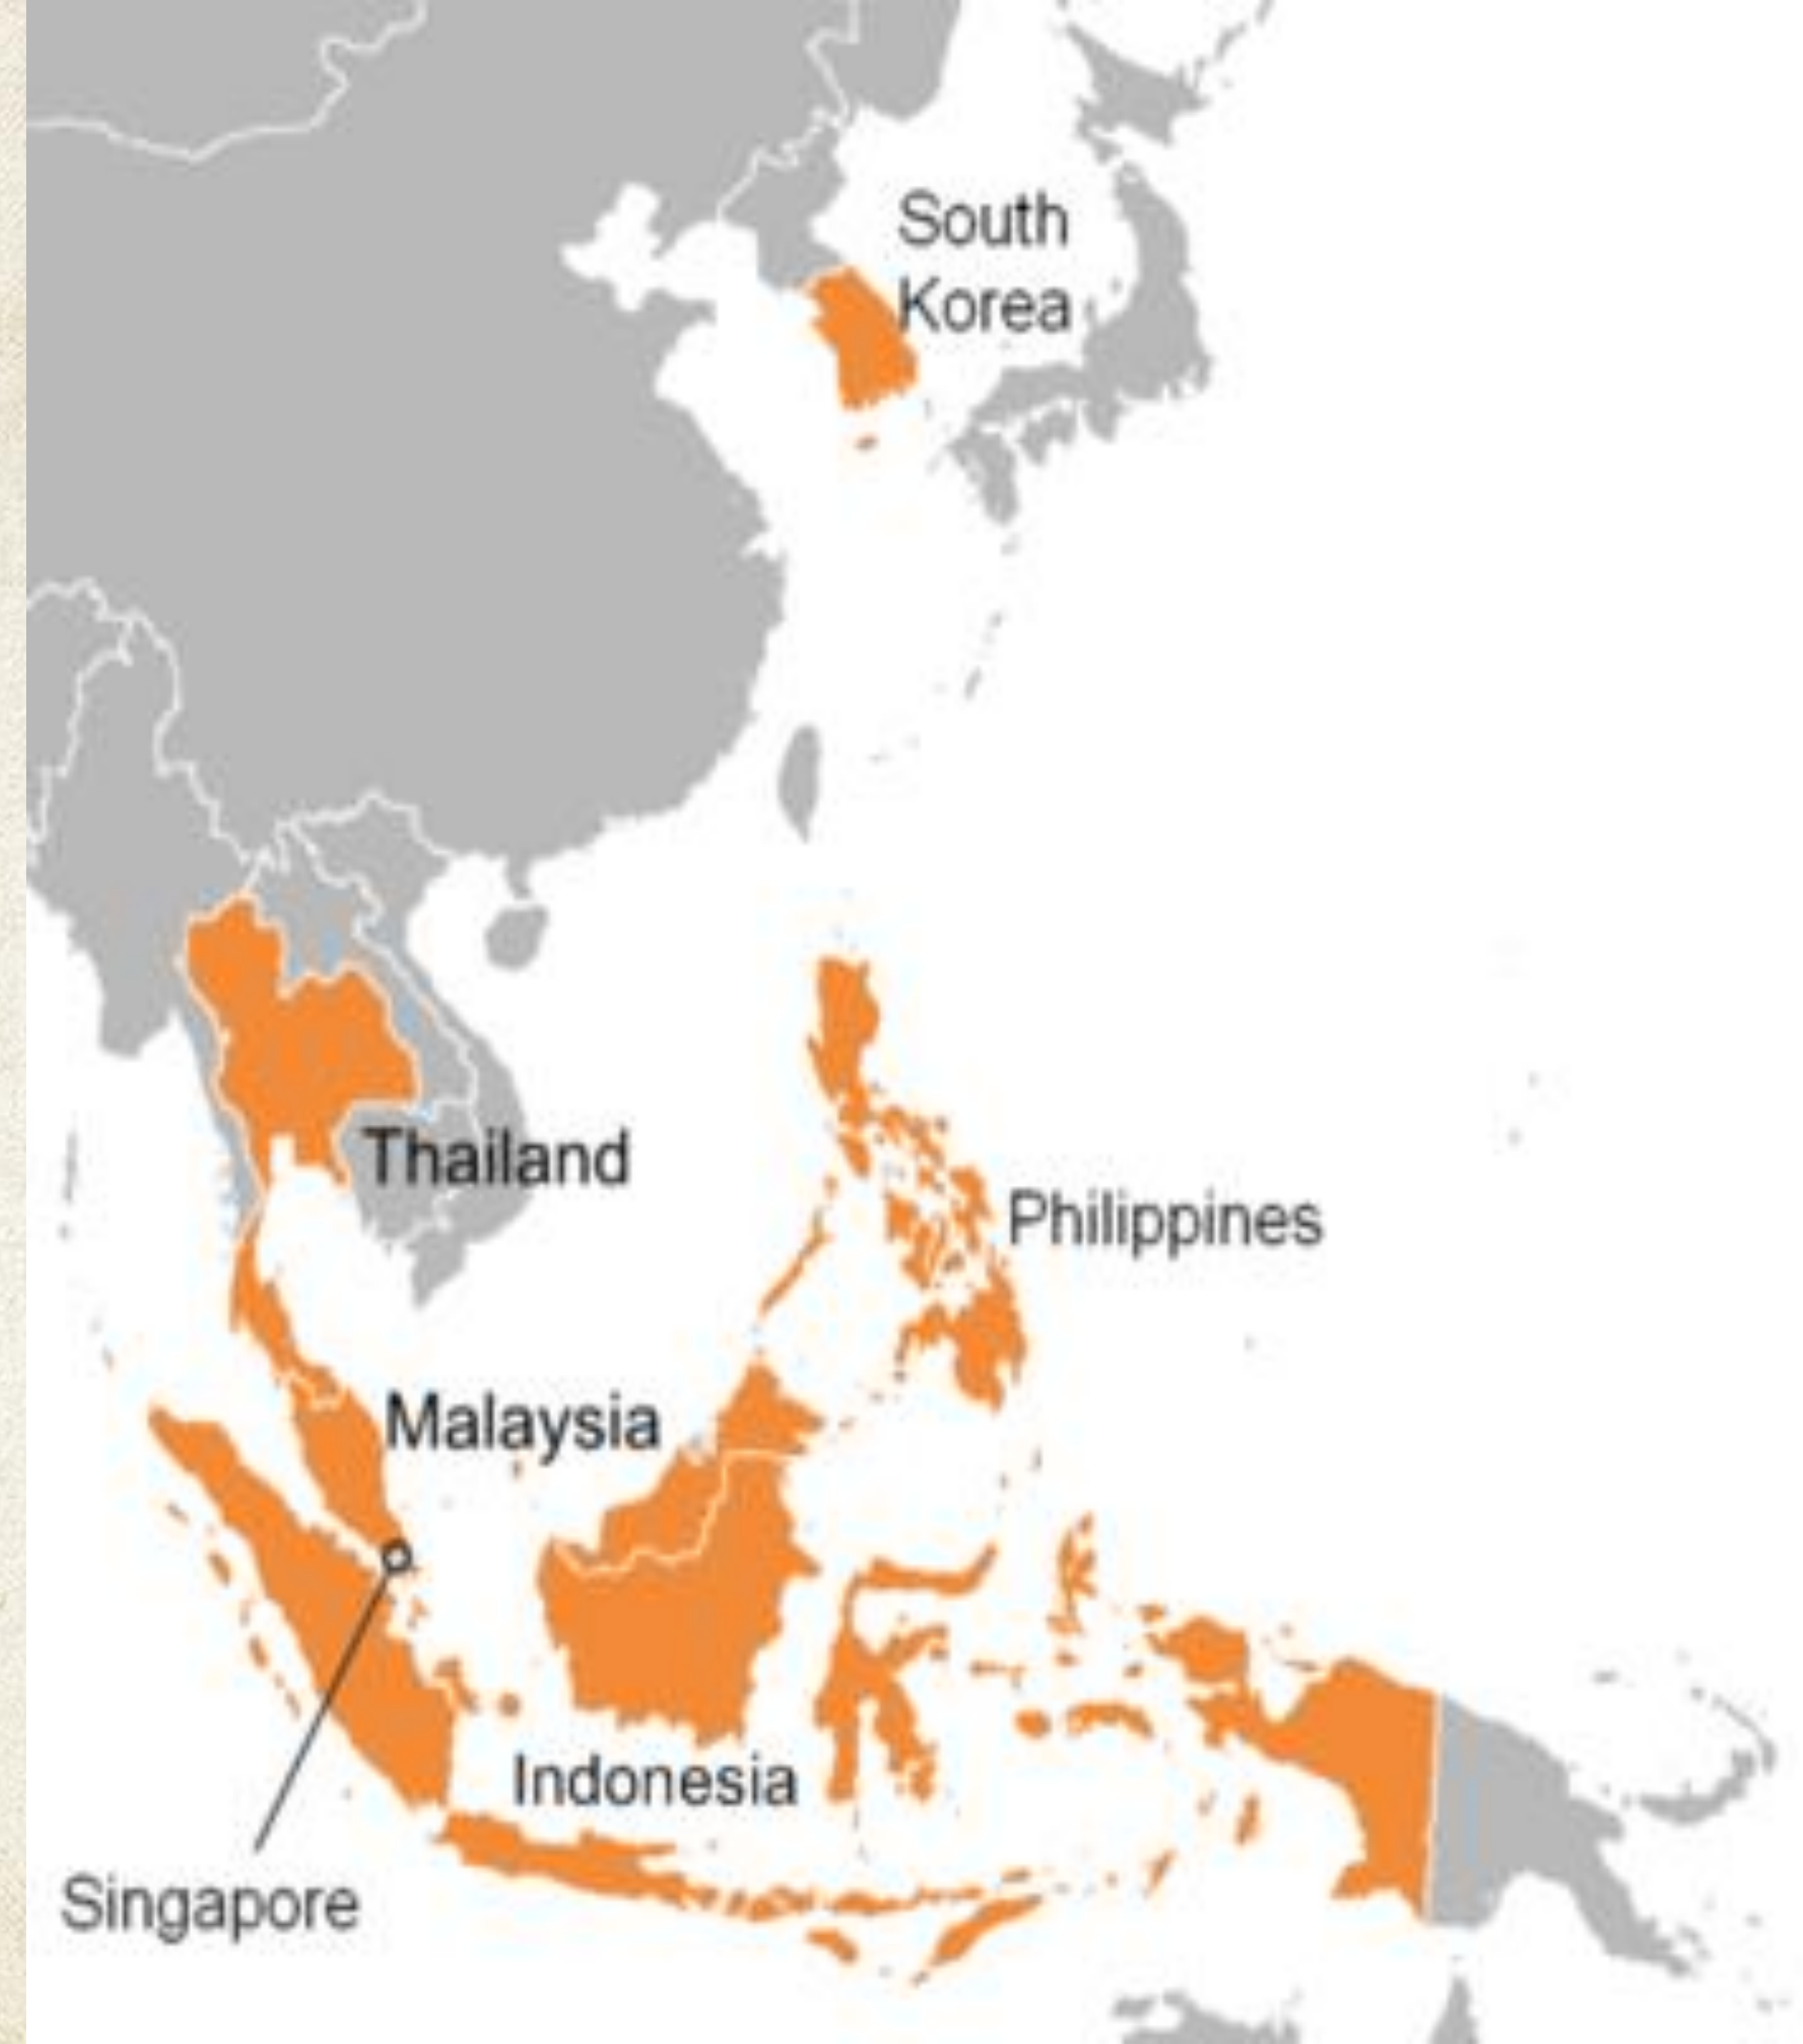 South
Korea
Thailand
Philippines
Malaysia
Indonesia
Singapore